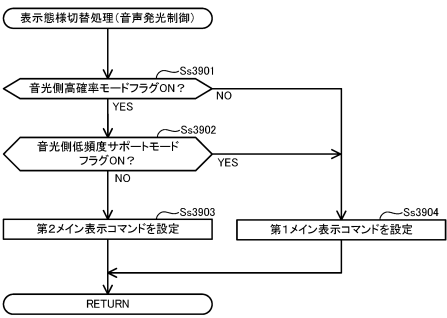 表示態様切替処理(音声発光制御)
Ss3901
音光側高確率モードフラグON?
NO
YES
Ss3902
音光側低頻度サポートモード
フラグON?
YES
NO
Ss3903
第2メイン表示コマンドを設定
Ss3904
第1メイン表示コマンドを設定
RETURN